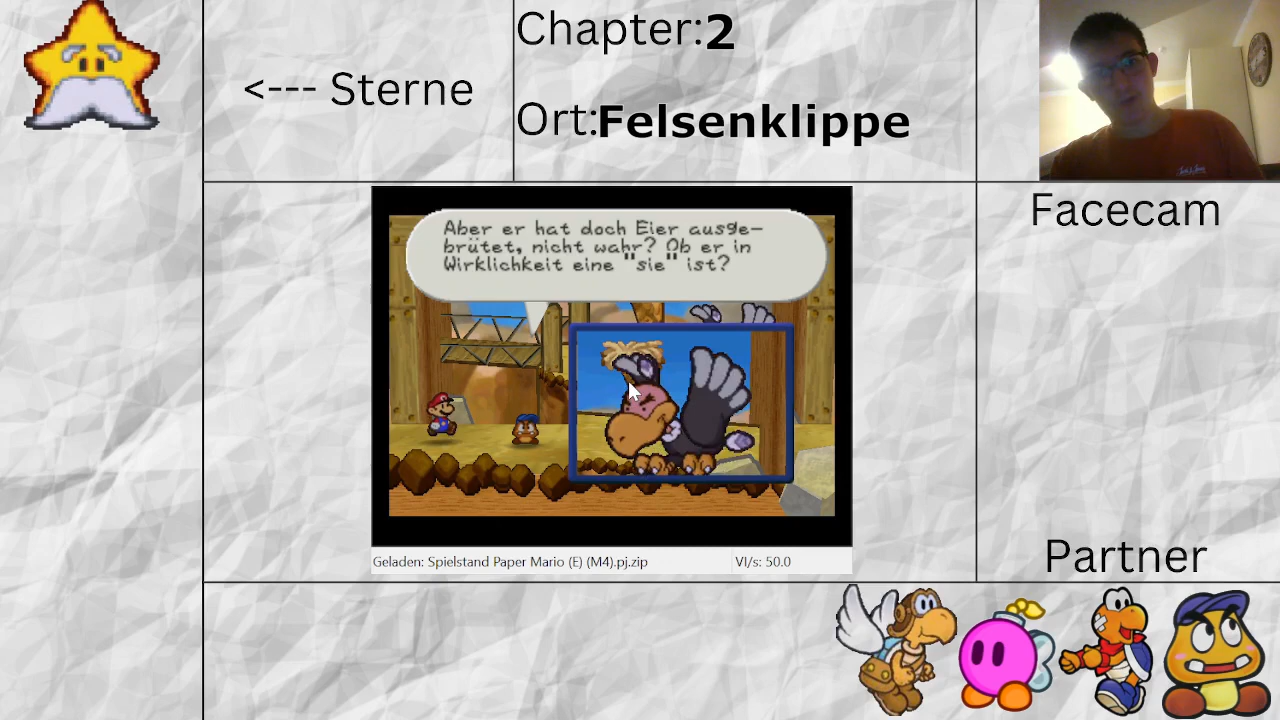 <--- Sterne
Chapter:2
Ort:Felsenklippe
Facecam
Aber er hat doch Eier ausge-
brütet, nicht wahr? Ob er in
Wirklichkeit eine "sie" ist?
Geladen: Spielstand Paper Mario (E) (M4).pj.zip
VI/s: 50.0
Partner